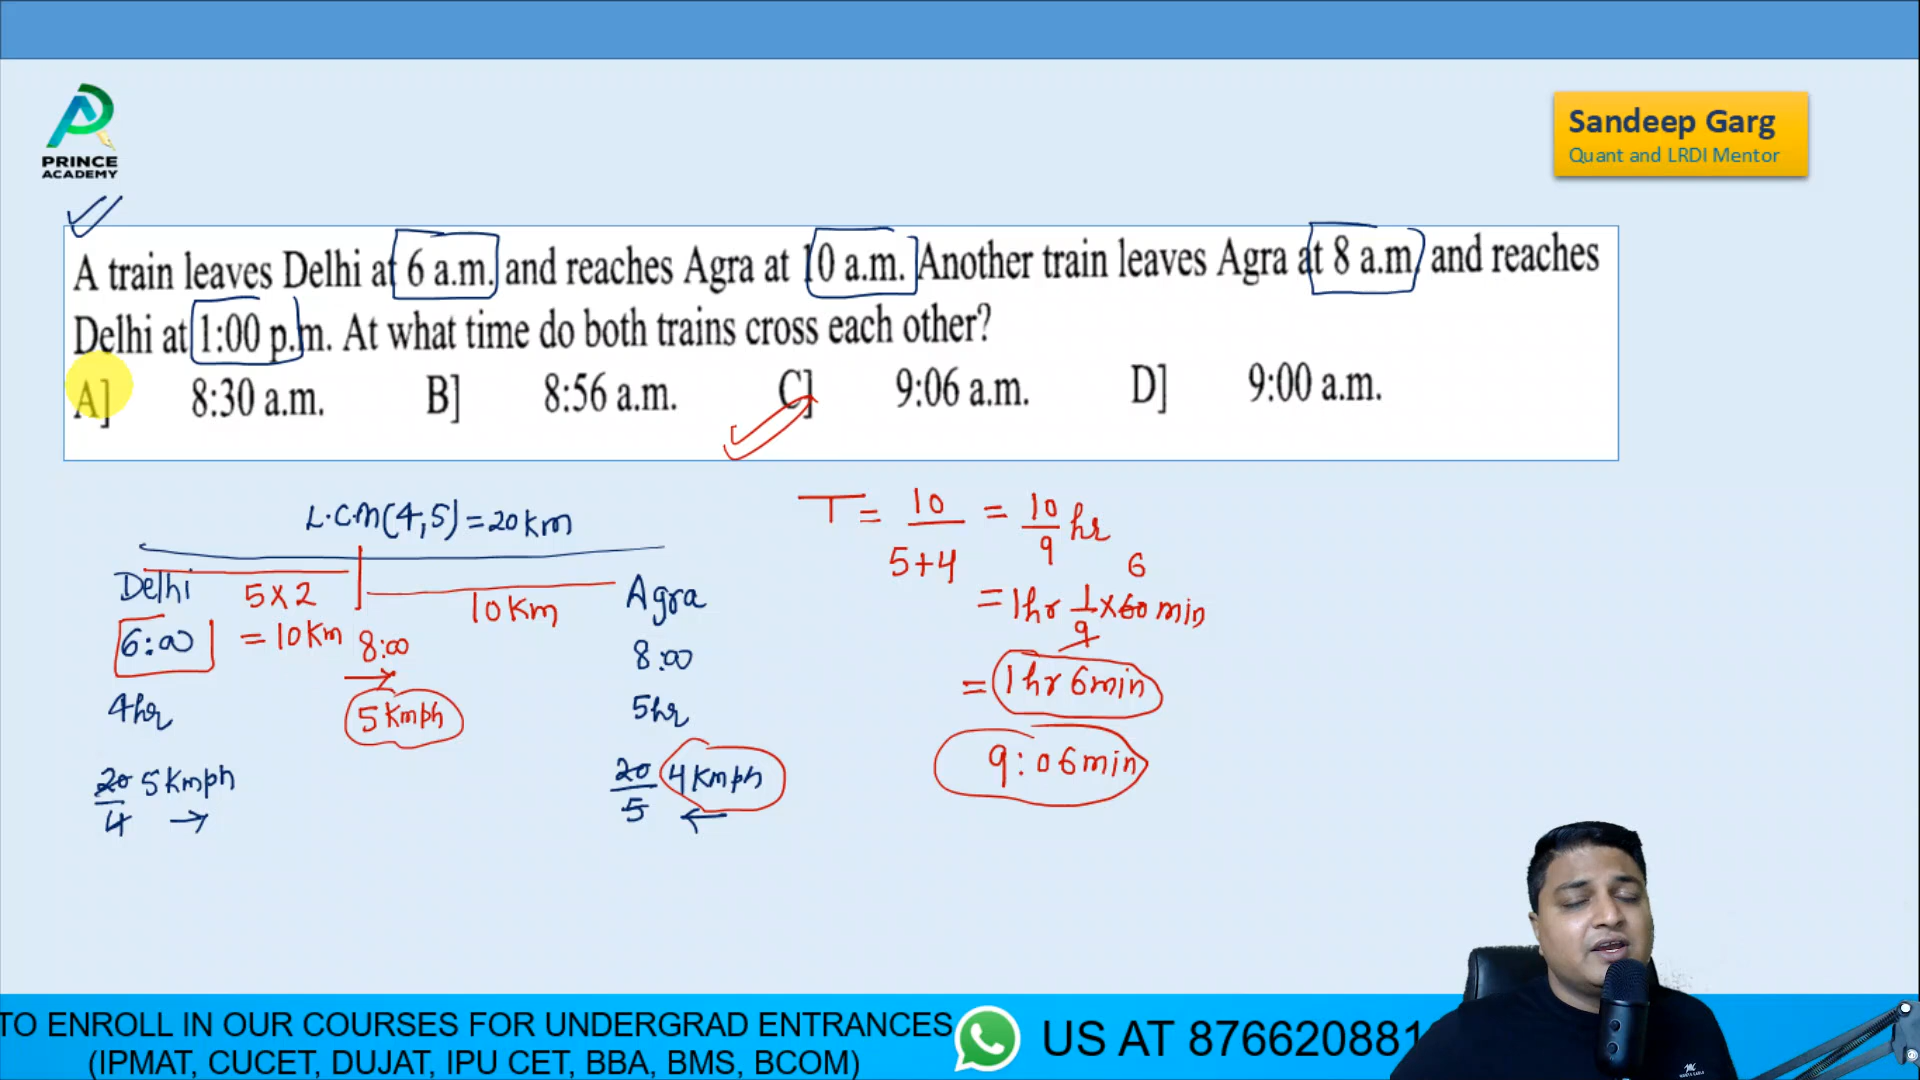 PRINCE
ACADEMY
Sandeep Garg
Quant and LRDI Mentor
A train leaves Delhi at 6 a.m. and reaches Agra at 10 a.m. Another train leaves Agra at 8 a.m. and reaches
Delhi at 1:00 p.m. At what time do both trains cross each other?
A] 8:30 a.m. B] 8:56 a.m. C] 9:06 a.m. D] 9:00 a.m.
L.C.M(4,5)=20km
Delhi 5×2 10km Agra
6:00 =10km 8:00 8:00
4hr 5kmph 5hr
20/4 5kmph
20/5 4kmph
T = 10/5+4 = 10/9 hr
= 1hr 1/9×60 min
6
= 1hr 6min
9:06min
TO ENROLL IN OUR COURSES FOR UNDERGRAD ENTRANCES
(IPMAT, CUCET, DUJAT, IPU CET, BBA, BMS, BCOM)
US AT 876620881